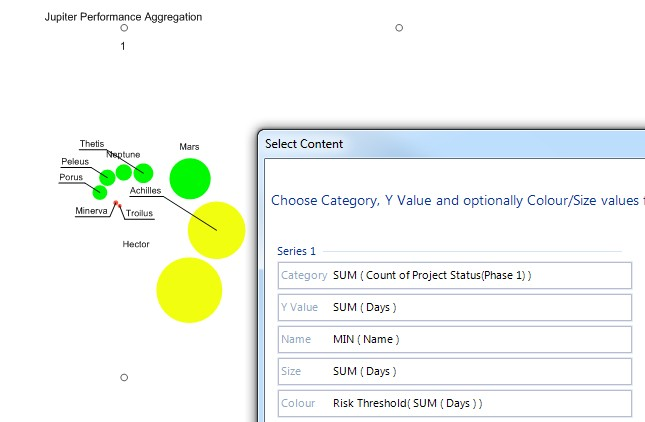 Jupiter Performance Aggregation
1
Thetis
Neptune
Mars
Peleus
Porus
Achilles
Minerva
Troilus
Hector
Select Content
Choose Category, Y Value and optionally Colour/Size values
Series 1
Category SUM ( Count of Project Status(Phase 1) )
Y Value SUM ( Days )
Name MIN ( Name )
Size SUM ( Days )
Colour Risk Threshold( SUM ( Days ) )